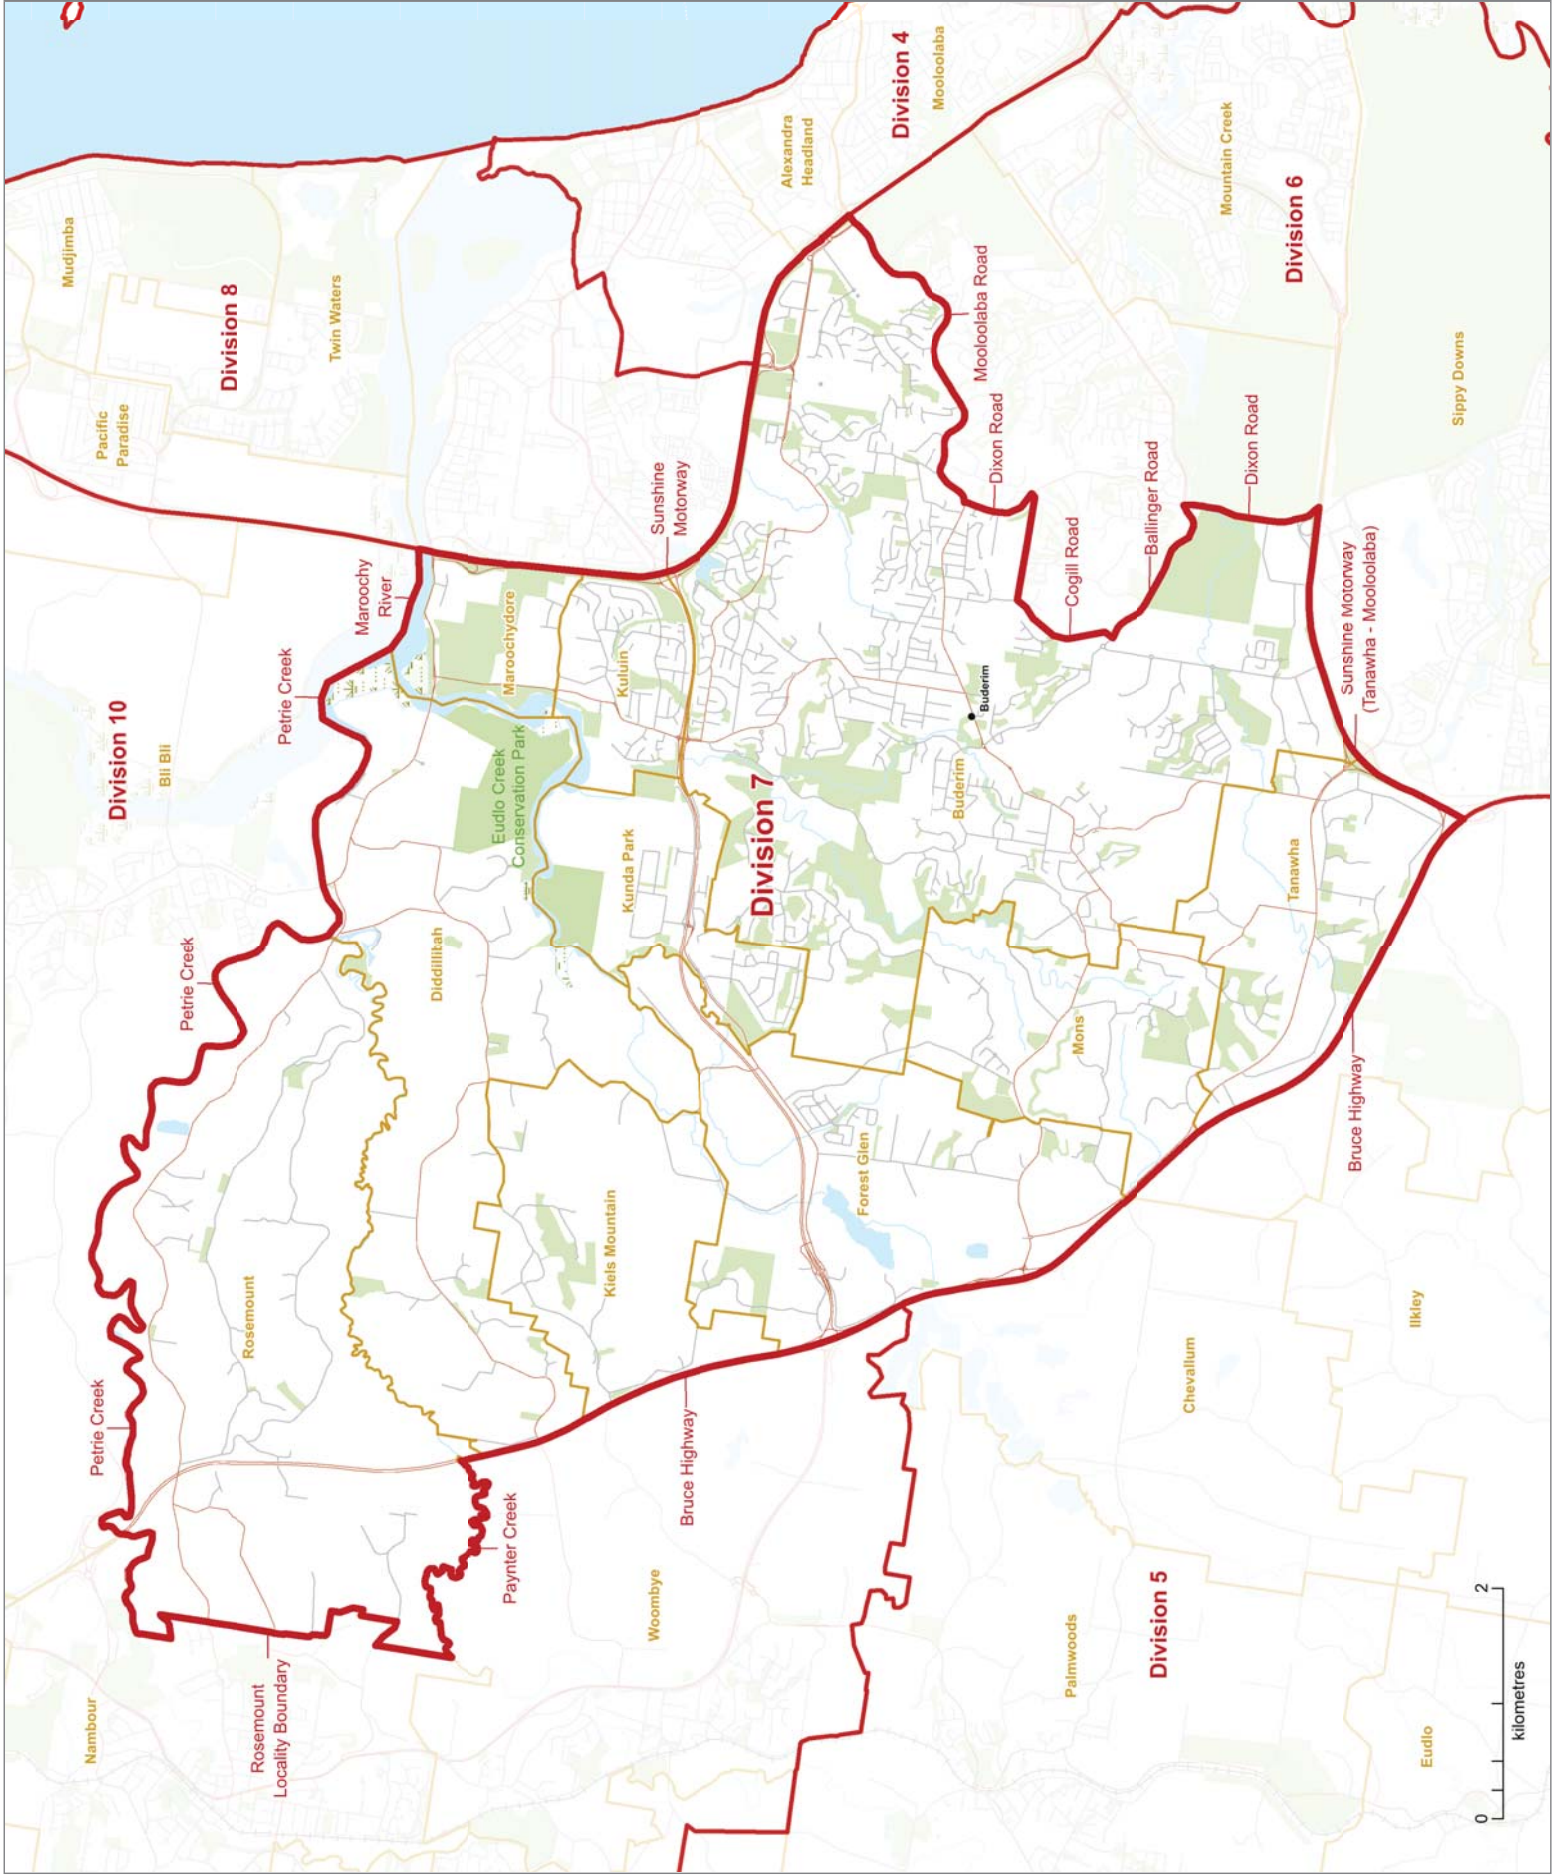 Nambour
Rosemount
Locality Boundary
Petrie Creek
Petrie Creek
Division 10
Bli Bli
Petrie Creek
Maroochy
River
Pacific
Paradise
Division 8
Mudjimba
Twin Waters
Rosemount
Diddillibah
Eudlo Creek
Conservation Park
Maroochydore
Paynter Creek
Kiels Mountain
Kunda Park
Kuluin
Sunshine
Motorway
Woombye
Bruce Highway
Division 7
Alexandra
Headland
Division 4
Mooloolaba
Forest Glen
Buderim
Buderim
Dixon Road
Mooloolaba Road
Palmwoods
Mons
Cogill Road
Division 5
Chevallum
Ballinger Road
Mountain Creek
Dixon Road
Division 6
Tanawha
Bruce Highway
Sunshine Motorway
(Tanawha - Mooloolaba)
Eudlo
Ilkley
Sippy Downs
0
2
kilometres